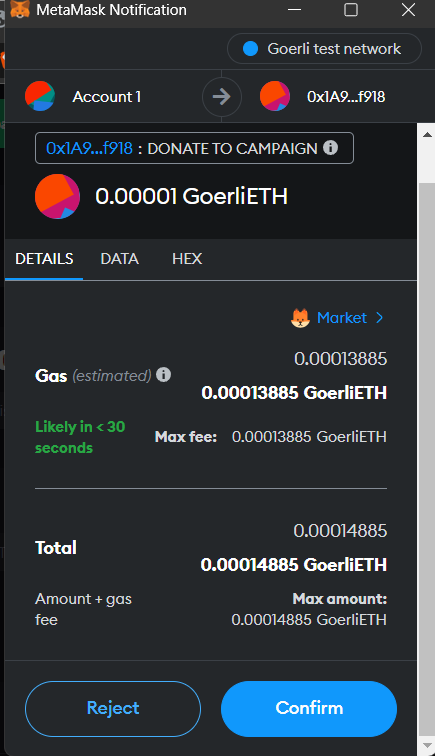 MetaMask Notification
Goerli test network
Account 1
0x1A9...f918
0x1A9...f918 : DONATE TO CAMPAIGN
0.00001 GoerliETH
DETAILS DATA HEX
Market >
0.00013885
Gas (estimated)
0.00013885 GoerliETH
Likely in < 30
seconds
Max fee: 0.00013885 GoerliETH
0.00014885
Total
0.00014885 GoerliETH
Amount + gas
fee
Max amount:
0.00014885 GoerliETH
Reject
Confirm